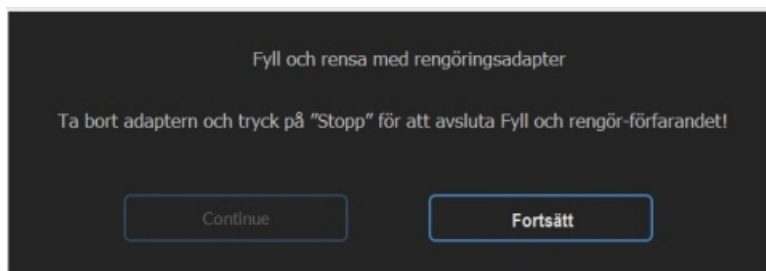 Fyll och rensa med rengöringsadapter
Ta bort adaptern och tryck på ”Stopp” för att avsluta Fyll och rengör-förfarandet!
Continue
Fortsätt